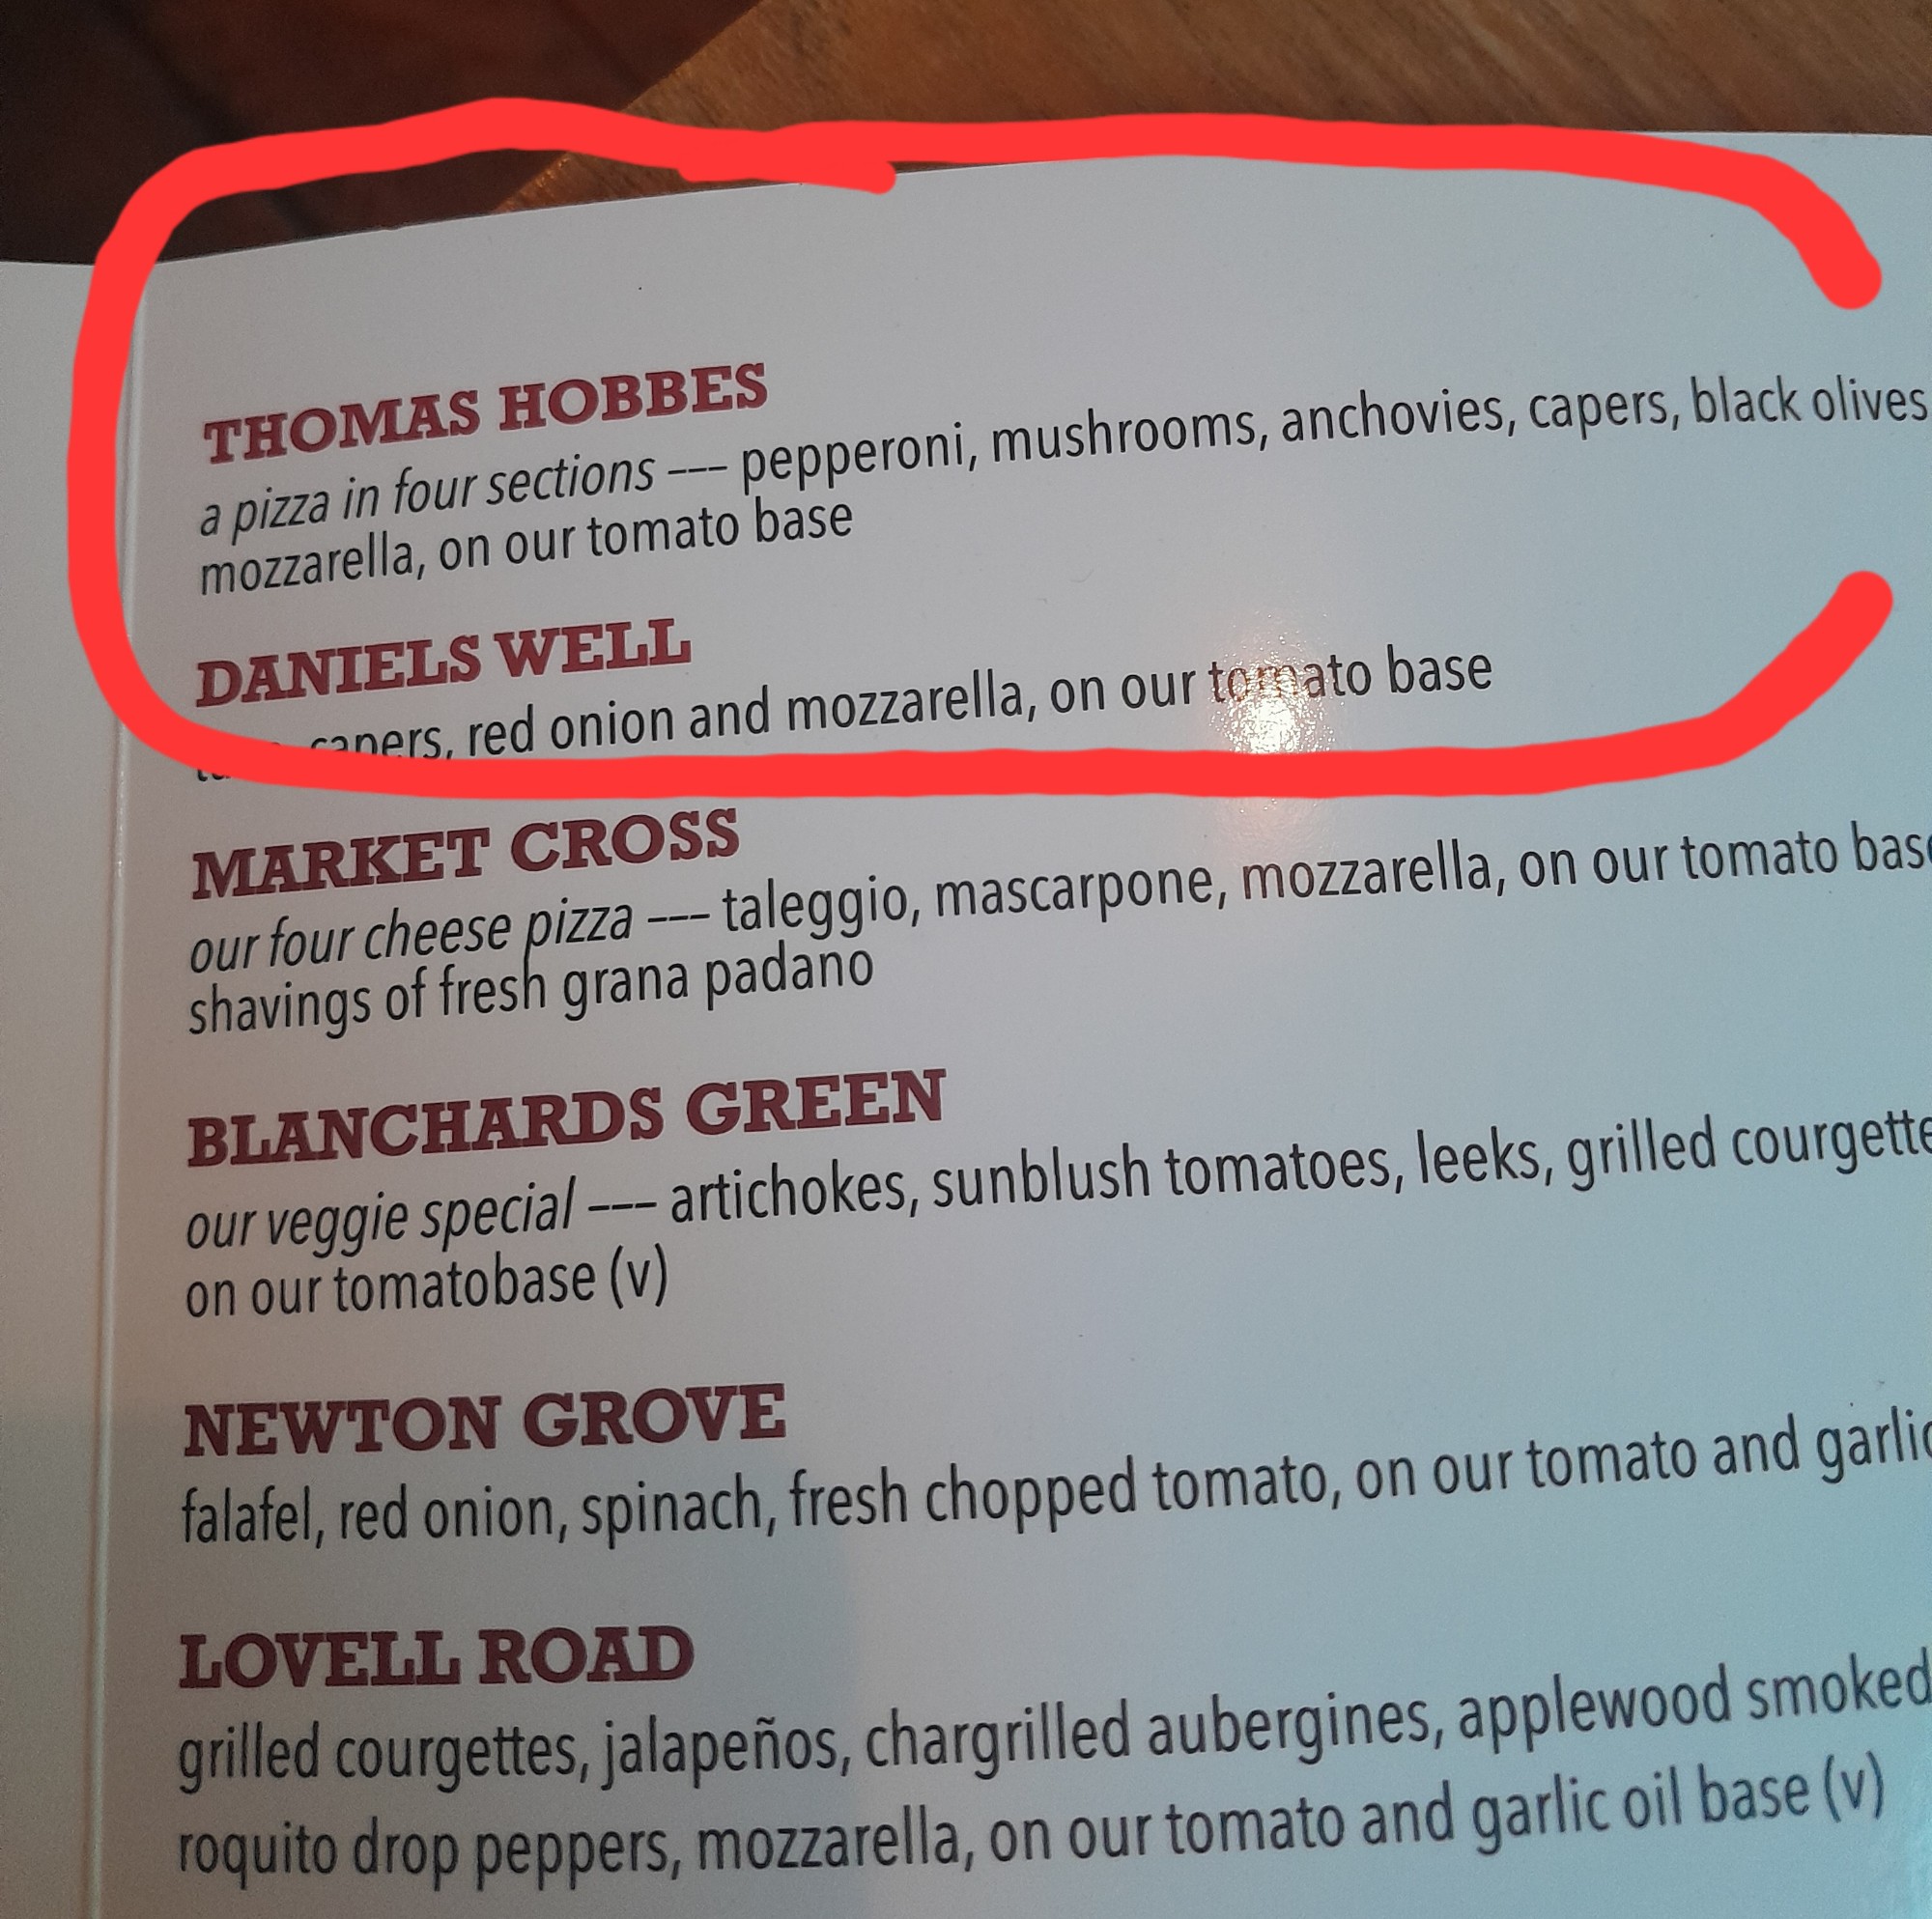 THOMAS HOBBES
a pizza in four sections --- pepperoni, mushrooms, anchovies, capers, black olives
mozzarella, on our tomato base
DANIELS WELL
capers, red onion and mozzarella, on our tomato base
MARKET CROSS
our four cheese pizza --- taleggio, mascarpone, mozzarella, on our tomato base
shavings of fresh grana padano
BLANCHARDS GREEN
our veggie special --- artichokes, sunblush tomatoes, leeks, grilled courgette
on our tomatobase (v)
NEWTON GROVE
falafel, red onion, spinach, fresh chopped tomato, on our tomato and garlic
LOVELL ROAD
grilled courgettes, jalapeños, chargrilled aubergines, applewood smoked
roquito drop peppers, mozzarella, on our tomato and garlic oil base (v)